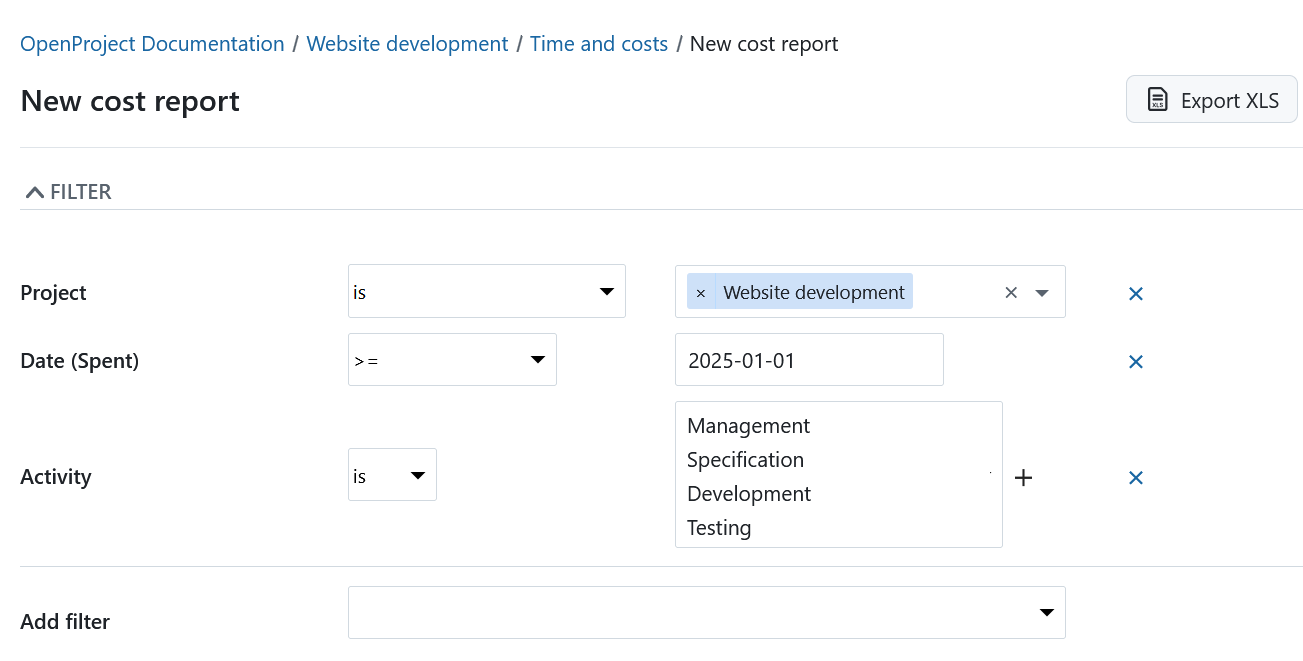 OpenProject Documentation / Website development / Time and costs / New cost report
New cost report
Export XLS
FILTER
Project
is
× Website development
Date (Spent)
>=
2025-01-01
Activity
is
Management
Specification
Development
Testing
Add filter